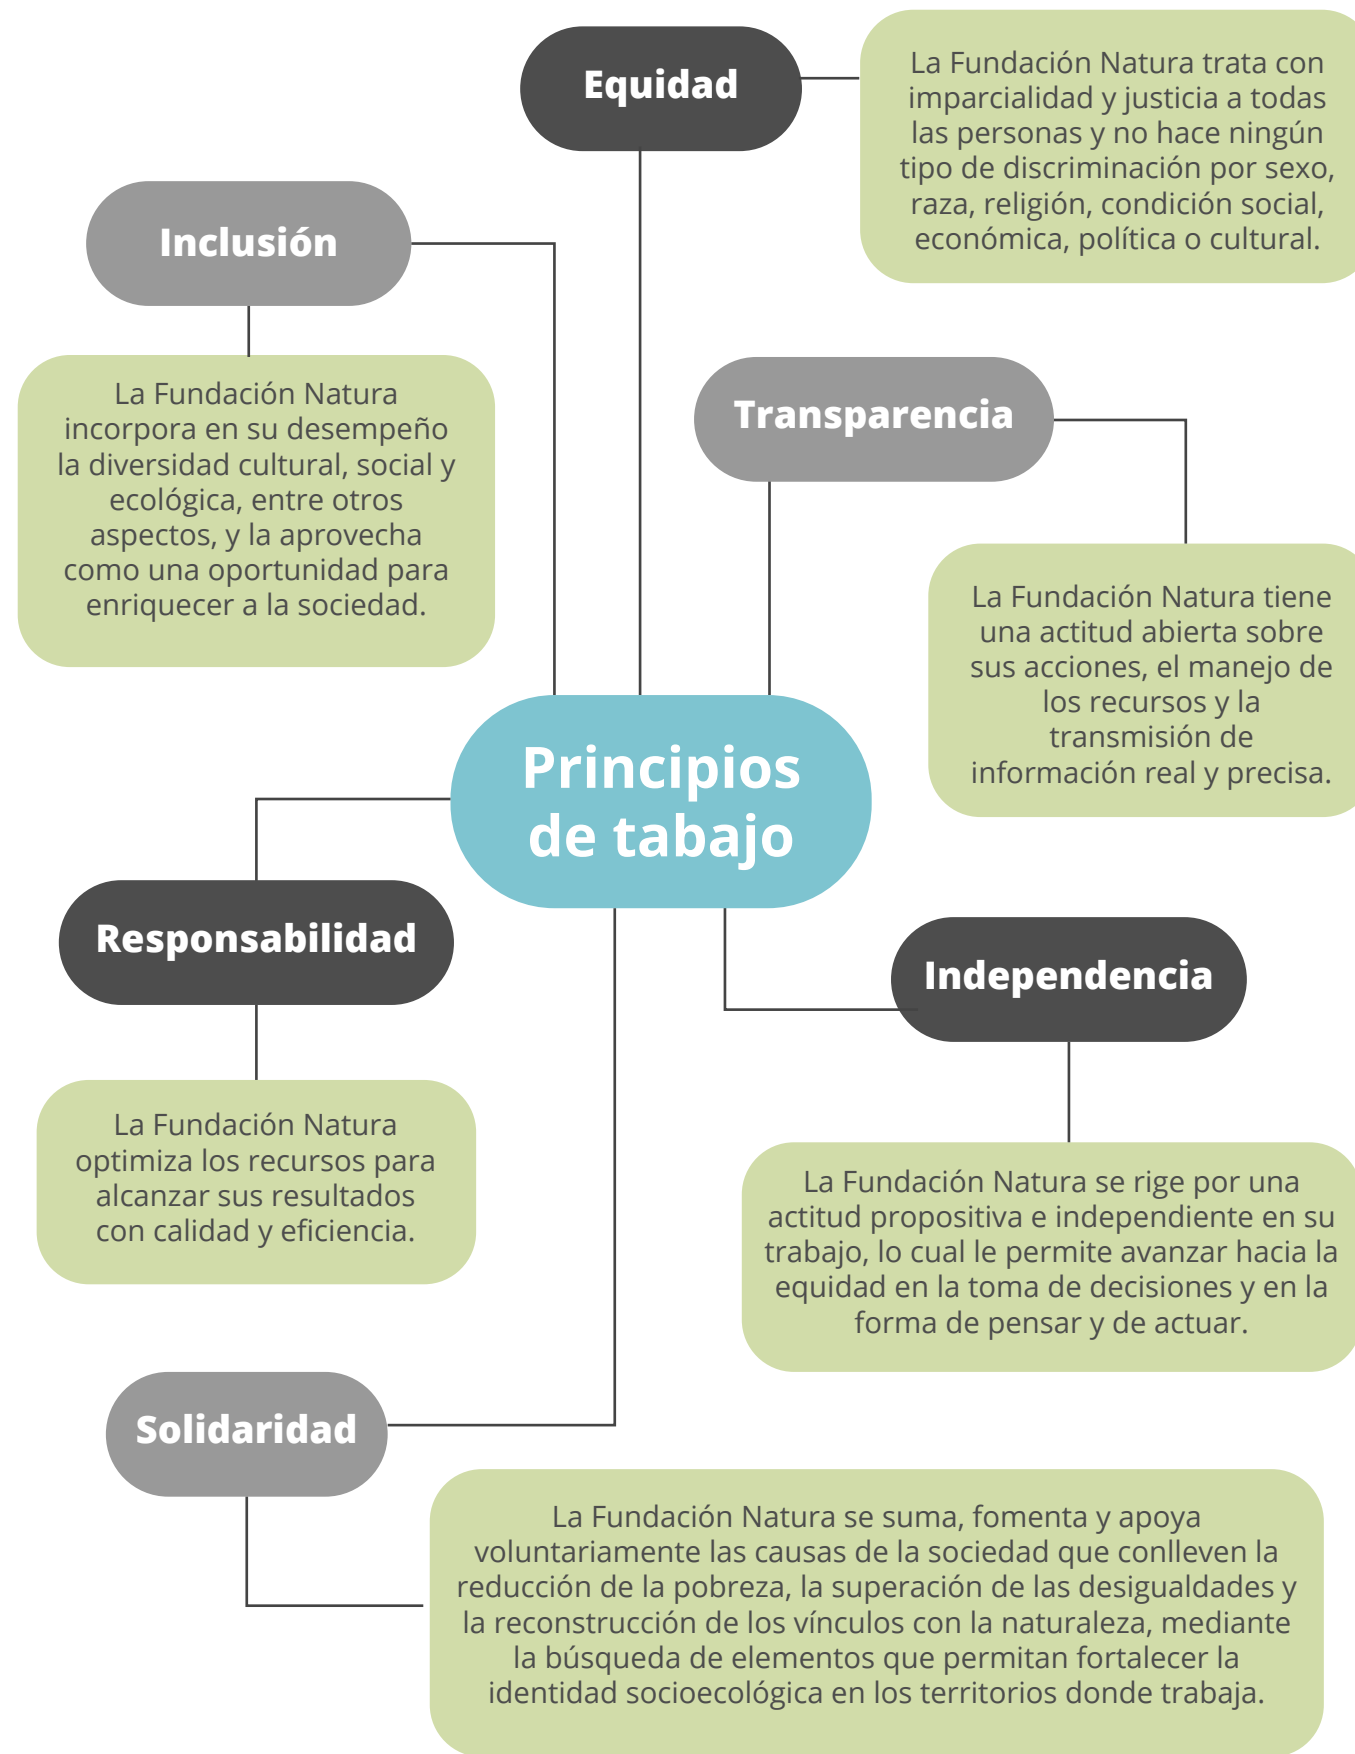 Equidad
La Fundación Natura trata con
imparcialidad y justicia a todas
las personas y no hace ningún
tipo de discriminación por sexo,
raza, religión, condición social,
económica, política o cultural.
Inclusión
La Fundación Natura
incorpora en su desempeño
la diversidad cultural, social y
ecológica, entre otros
aspectos, y la aprovecha
como una oportunidad para
enriquecer a la sociedad.
Transparencia
La Fundación Natura tiene
una actitud abierta sobre
sus acciones, el manejo de
los recursos y la
transmisión de
información real y precisa.
Principios
de tabajo
Responsabilidad
La Fundación Natura
optimiza los recursos para
alcanzar sus resultados
con calidad y eficiencia.
Independencia
La Fundación Natura se rige por una
actitud propositiva e independiente en su
trabajo, lo cual le permite avanzar hacia la
equidad en la toma de decisiones y en la
forma de pensar y de actuar.
Solidaridad
La Fundación Natura se suma, fomenta y apoya
voluntariamente las causas de la sociedad que conlleven la
reducción de la pobreza, la superación de las desigualdades y
la reconstrucción de los vínculos con la naturaleza, mediante
la búsqueda de elementos que permitan fortalecer la
identidad socioecológica en los territorios donde trabaja.